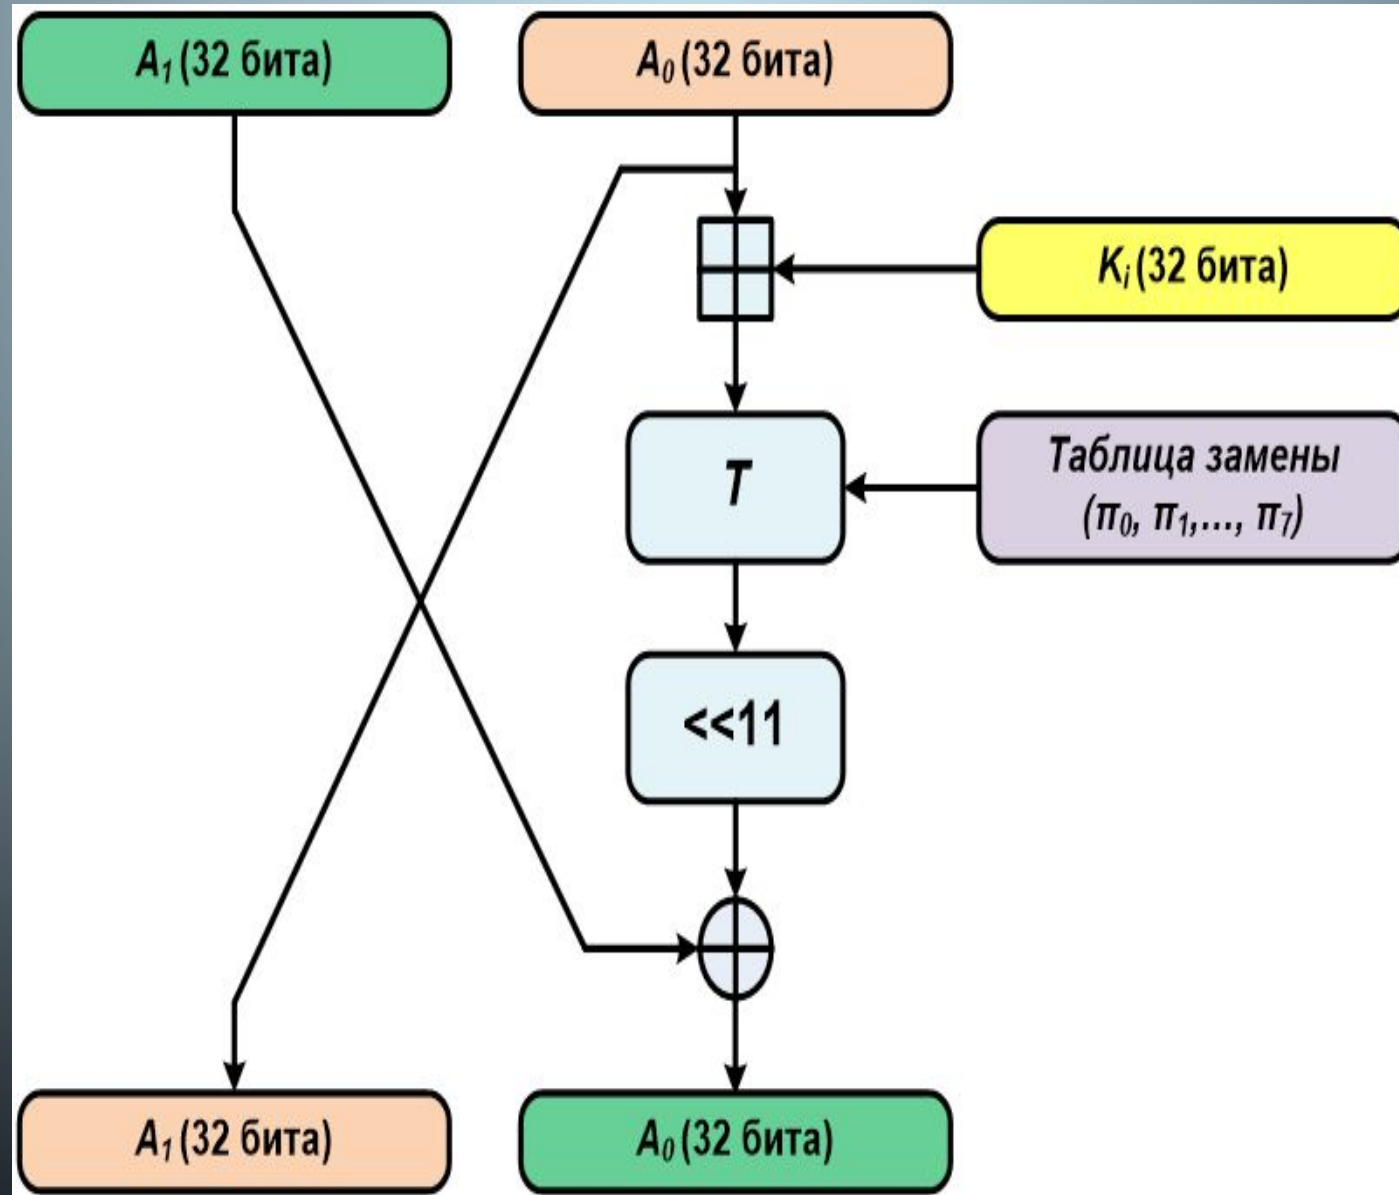 A₁ (32 бита)
A₀ (32 бита)
Kᵢ (32 бита)
T
Таблица замены
(π₀, π₁,..., π₇)
<<11
A₁ (32 бита)
A₀ (32 бита)